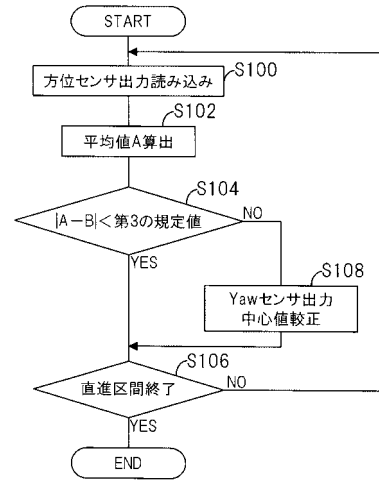 START
方位センサ出力読み込み
S100
S102
平均値A算出
S104
|A-B|<第3の規定値
NO
YES
S108
Yawセンサ出力
中心値較正
S106
直進区間終了
NO
YES
END